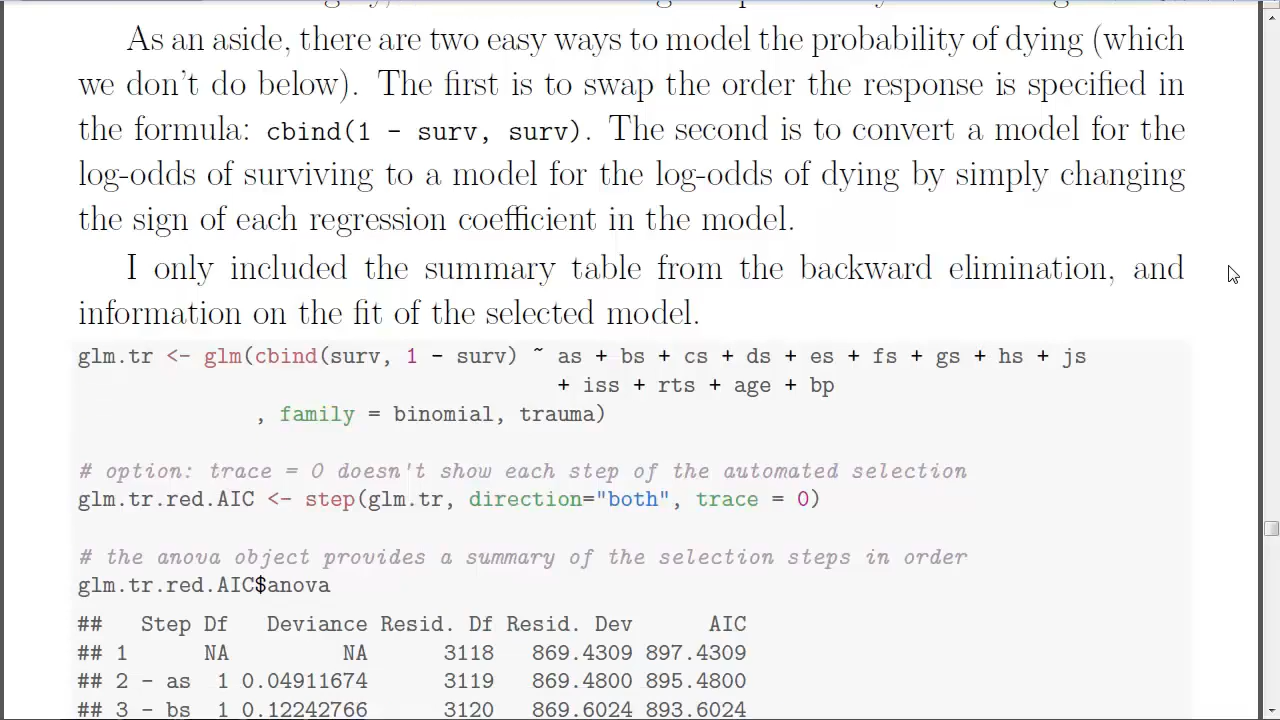 As an aside, there are two easy ways to model the probability of dying (which
we don't do below). The first is to swap the order the response is specified in
the formula: cbind(1 - surv, surv). The second is to convert a model for the
log-odds of surviving to a model for the log-odds of dying by simply changing
the sign of each regression coefficient in the model.
I only included the summary table from the backward elimination, and
information on the fit of the selected model.
glm.tr <- glm(cbind(surv, 1 - surv) ~ as + bs + cs + ds + es + fs + gs + hs + js
+ iss + rts + age + bp
, family = binomial, trauma)
# option: trace = 0 doesn't show each step of the automated selection
glm.tr.red.AIC <- step(glm.tr, direction="both", trace = 0)
# the anova object provides a summary of the selection steps in order
glm.tr.red.AIC$anova
## Step Df Deviance Resid. Df Resid. Dev AIC
## 1 NA NA 3118 869.4309 897.4309
## 2 - as 1 0.04911674 3119 869.4800 895.4800
## 3 - bs 1 0.12242766 3120 869.6024 893.6024